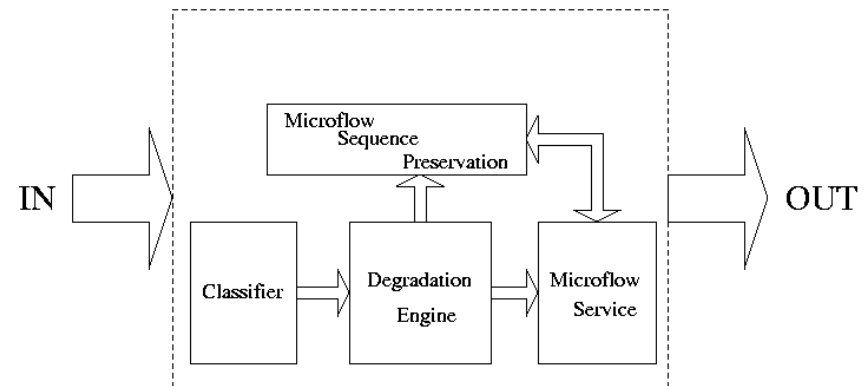 Microflow
Sequence
Preservation
IN
OUT
Classifier
Degradation
Engine
Microflow
Service